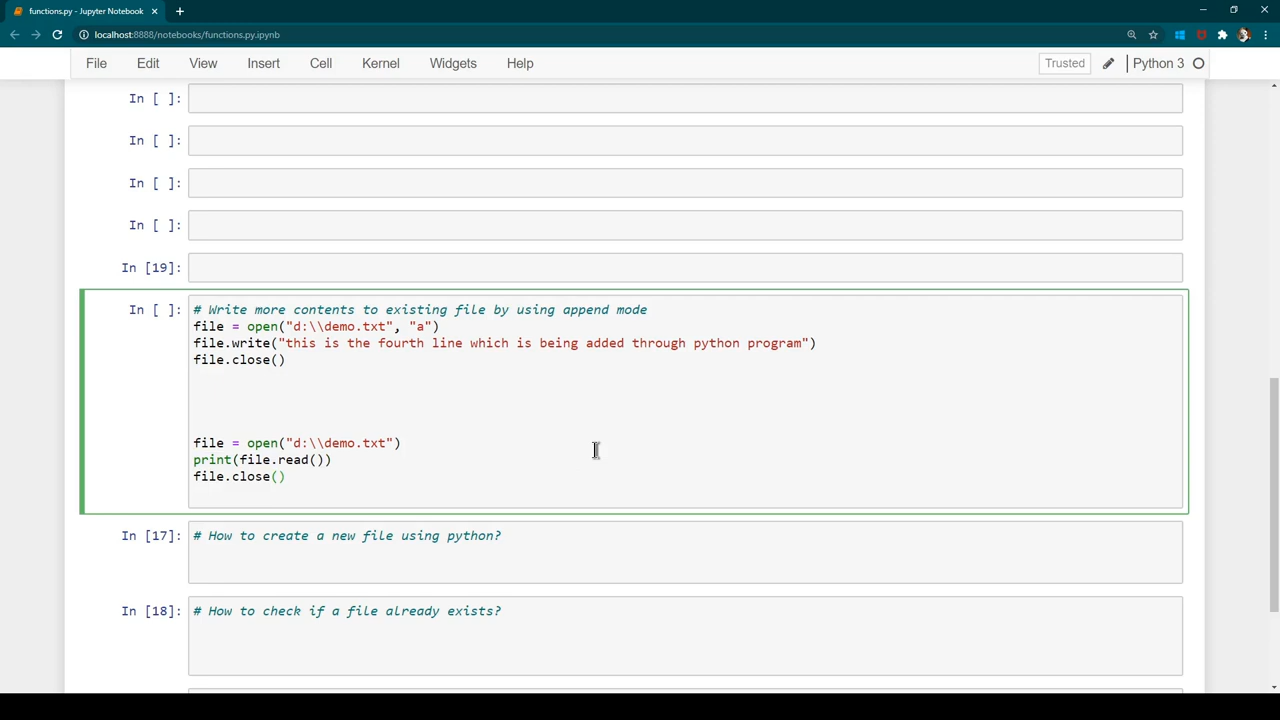 functions.py - Jupyter Notebook
localhost:8888/notebooks/functions.py.ipynb
File Edit View Insert Cell Kernel Widgets Help Trusted Python 3
In [ ]:
In [ ]:
In [ ]:
In [ ]:
In [19]:
In [ ]: # Write more contents to existing file by using append mode
file = open("d:\\demo.txt", "a")
file.write("this is the fourth line which is being added through python program")
file.close()
file = open("d:\\demo.txt")
print(file.read())
file.close()
In [17]: # How to create a new file using python?
In [18]: # How to check if a file already exists?